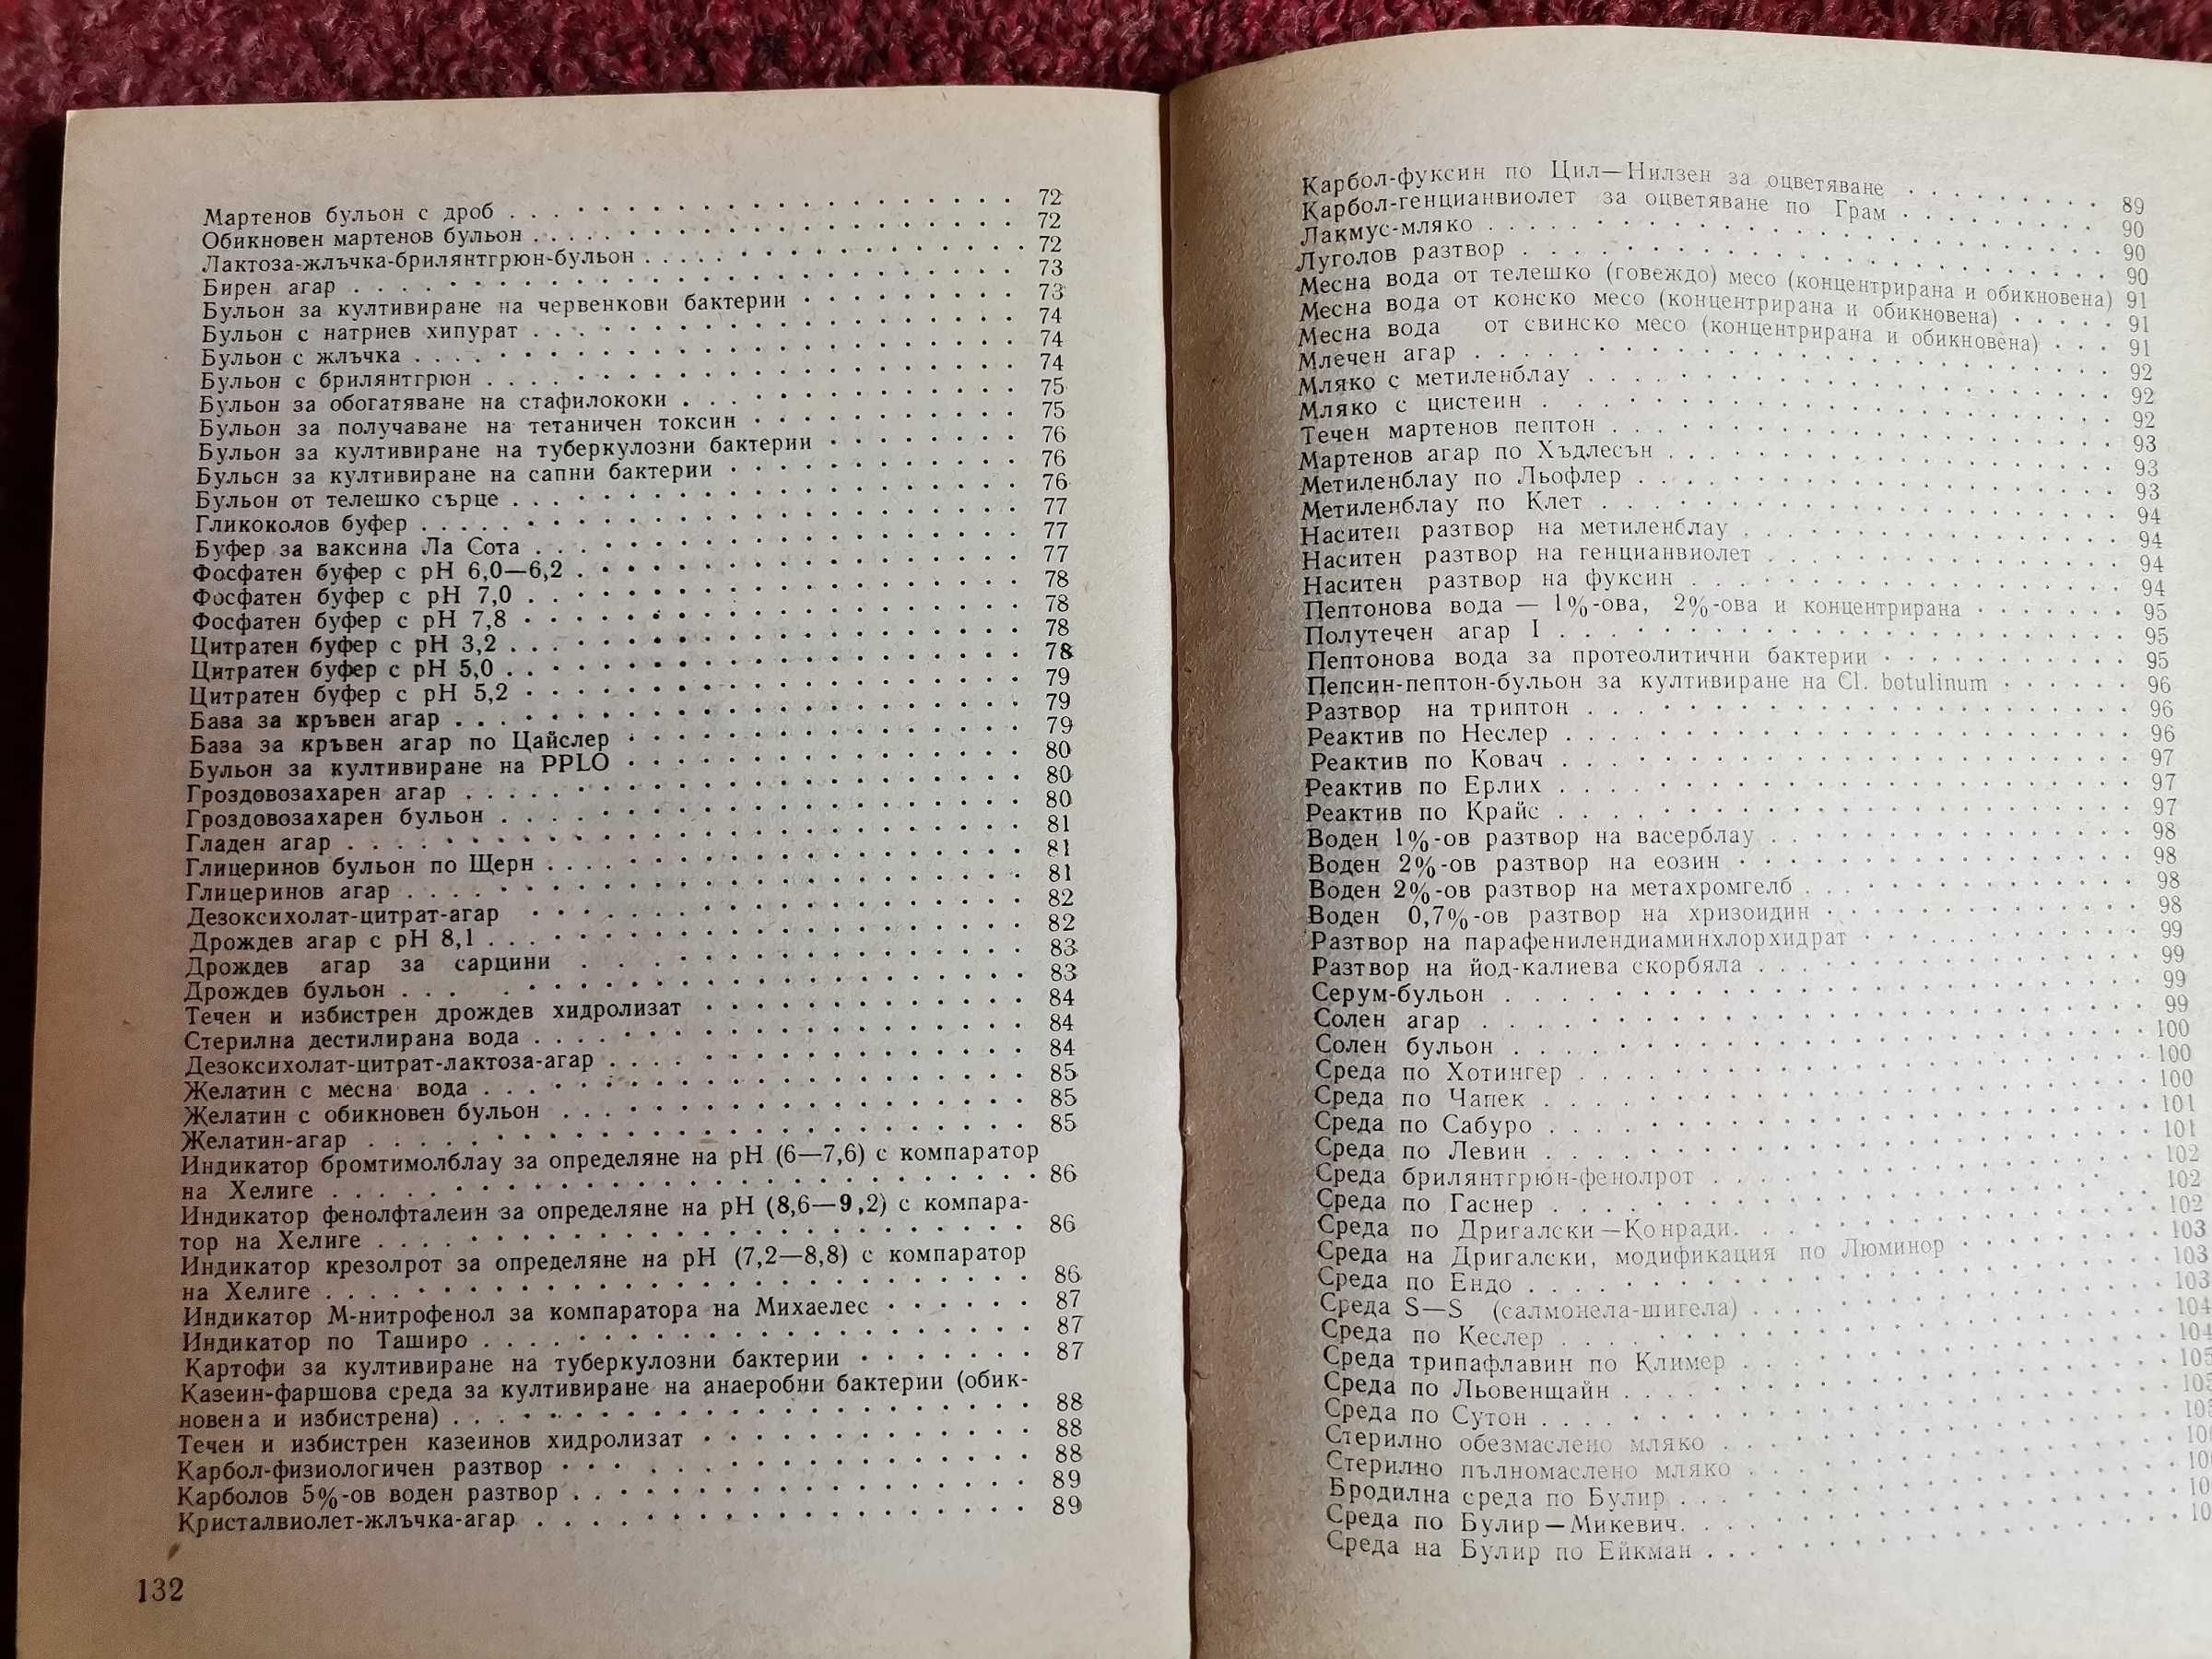 Мартенов бульон с дроб . . . . . . . . . . 72
Обикновен мартенов бульон . . . . . . . . . . 72
Лактоза-жлъчка-брилянтгрюн-бульон . . . . . . . . . . 72
Бирен агар . . . . . . . . . . 73
Бульон за култивиране на червенкови бактерии . . . . . . . . . . 73
Бульон с натриев хипурат . . . . . . . . . . 74
Бульон с жлъчка . . . . . . . . . . 74
Бульон с брилянтгрюн . . . . . . . . . . 74
Бульон за обогатяване на стафилококи . . . . . . . . . . 75
Бульон за получаване на тетаничен токсин . . . . . . . . . . 75
Бульон за култивиране на туберкулозни бактерии . . . . . . . . . . 76
Бульон за култивиране на сапни бактерии . . . . . . . . . . 76
Бульон от телешко сърце . . . . . . . . . . 76
Гликоколов буфер . . . . . . . . . . 77
Буфер за ваксина Ла Сота . . . . . . . . . . 77
Фосфатен буфер с pH 6,0—6,2 . . . . . . . . . . 77
Фосфатен буфер с pH 7,0 . . . . . . . . . . 78
Фосфатен буфер с pH 7,8 . . . . . . . . . . 78
Цитратен буфер с pH 3,2 . . . . . . . . . . 78
Цитратен буфер с pH 5,0 . . . . . . . . . . 78
Цитратен буфер с pH 5,2 . . . . . . . . . . 79
База за кръвен агар . . . . . . . . . . 79
База за кръвен агар по Цайслер . . . . . . . . . . 79
Бульон за култивиране на PPLO . . . . . . . . . . 80
Гроздовозахарен агар . . . . . . . . . . 80
Гроздовозахарен бульон . . . . . . . . . . 80
Гладен агар . . . . . . . . . . 81
Глицеринов бульон по Щерн . . . . . . . . . . 81
Глицеринов агар . . . . . . . . . . 81
Дезоксихолат-цитрат-агар . . . . . . . . . . 82
Дрождев агар с pH 8,1 . . . . . . . . . . 82
Дрождев агар за сарцини . . . . . . . . . . 83
Дрождев бульон . . . . . . . . . . 83
Течен и избистрен дрождев хидролизат . . . . . . . . . . 84
Стерилна дестилирана вода . . . . . . . . . . 84
Дезоксихолат-цитрат-лактоза-агар . . . . . . . . . . 84
Желатин с месна вода . . . . . . . . . . 85
Желатин с обикновен бульон . . . . . . . . . . 85
Желатин-агар . . . . . . . . . . 85
Индикатор бромтимолблау за определяне на pH (6—7,6) с компаратор
на Хелиге . . . . . . . . . . 86
Индикатор фенолфталеин за определяне на pH (8,6—9,2) с компара-
тор на Хелиге . . . . . . . . . . 86
Индикатор крезолрот за определяне на pH (7,2—8,8) с компаратор
на Хелиге . . . . . . . . . . 86
Индикатор М-нитрофенол за компаратора на Михаелес . . . . . . 87
Индикатор по Таширо . . . . . . . . . . 87
Картофи за култивиране на туберкулозни бактерии . . . . . . . 87
Казеин-фаршова среда за култивиране на анаеробни бактерии (обик-
новена и избистрена) . . . . . . . . . . 88
Течен и избистрен казеинов хидролизат . . . . . . . . . . 88
Карбол-физиологичен разтвор . . . . . . . . . . 88
Карболов 5%-ов воден разтвор . . . . . . . . . . 89
Кристалвиолет-жлъчка-агар . . . . . . . . . . 89
132
Карбол-фуксин по Цил—Нилзен за оцветяване . . . . . . . . . . 89
Карбол-генцианвиолет за оцветяване по Грам . . . . . . . . . . 90
Лакмус-мляко . . . . . . . . . . 90
Луголов разтвор . . . . . . . . . . 90
Месна вода от телешко (говеждо) месо (концентрирана и обикновена) 91
Месна вода от конско месо (концентрирана и обикновена) . . . . . 91
Месна вода от свинско месо (концентрирана и обикновена) . . . 91
Млечен агар . . . . . . . . . . 92
Мляко с метиленблау . . . . . . . . . . 92
Мляко с цистеин . . . . . . . . . . 92
Течен мартенов пептон . . . . . . . . . . 93
Мартенов агар по Хъдлесън . . . . . . . . . . 93
Метиленблау по Льофлер . . . . . . . . . . 93
Метиленблау по Клет . . . . . . . . . . 94
Наситен разтвор на метиленблау . . . . . . . . . . 94
Наситен разтвор на генцианвиолет . . . . . . . . . . 94
Наситен разтвор на фуксин . . . . . . . . . . 94
Пептонова вода — 1%-ова, 2%-ова и концентрирана . . . . . . . 95
Полутечен агар I . . . . . . . . . . 95
Пептонова вода за протеолитични бактерии . . . . . . . . . . 95
Пепсин-пептон-бульон за култивиране на Cl. botulinum . . . . . . 96
Разтвор на триптон . . . . . . . . . . 96
Реактив по Неслер . . . . . . . . . . 96
Реактив по Ковач . . . . . . . . . . 97
Реактив по Ерлих . . . . . . . . . . 97
Реактив по Крайс . . . . . . . . . . 97
Воден 1%-ов разтвор на васерблау . . . . . . . . . . 98
Воден 2%-ов разтвор на еозин . . . . . . . . . . 98
Воден 2%-ов разтвор на метахромгелб . . . . . . . . . . 98
Воден 0,7%-ов разтвор на хризоидин . . . . . . . . . . 98
Разтвор на парафенилендиаминхлорхидрат . . . . . . . . . . 99
Разтвор на йод-калиева скорбяла . . . . . . . . . . 99
Серум-бульон . . . . . . . . . . 99
Солен агар . . . . . . . . . . 99
Солен бульон . . . . . . . . . . 100
Среда по Хотингер . . . . . . . . . . 100
Среда по Чапек . . . . . . . . . . 100
Среда по Сабуро . . . . . . . . . . 101
Среда по Левин . . . . . . . . . . 101
Среда брилянтгрюн-фенолрот . . . . . . . . . . 102
Среда по Гаснер . . . . . . . . . . 102
Среда по Дригалски—Конради . . . . . . . . . . 102
Среда на Дригалски, модификация по Люминор . . . . . . . . 103
Среда по Ендо . . . . . . . . . . 103
Среда S—S (салмонела-шигела) . . . . . . . . . . 103
Среда по Кеслер . . . . . . . . . . 104
Среда трипафлавин по Климер . . . . . . . . . . 104
Среда по Льовенщайн . . . . . . . . . . 105
Среда по Сутон . . . . . . . . . .
Стерилно обезмаслено мляко . . . . . . . . . .
Стерилно пълномаслено мляко . . . . . . . . . .
Бродилна среда по Булир . . . . . . . . . .
Среда по Булир—Микевич . . . . . . . . . .
Среда на Булир по Ейкман . . . . . . . . . .